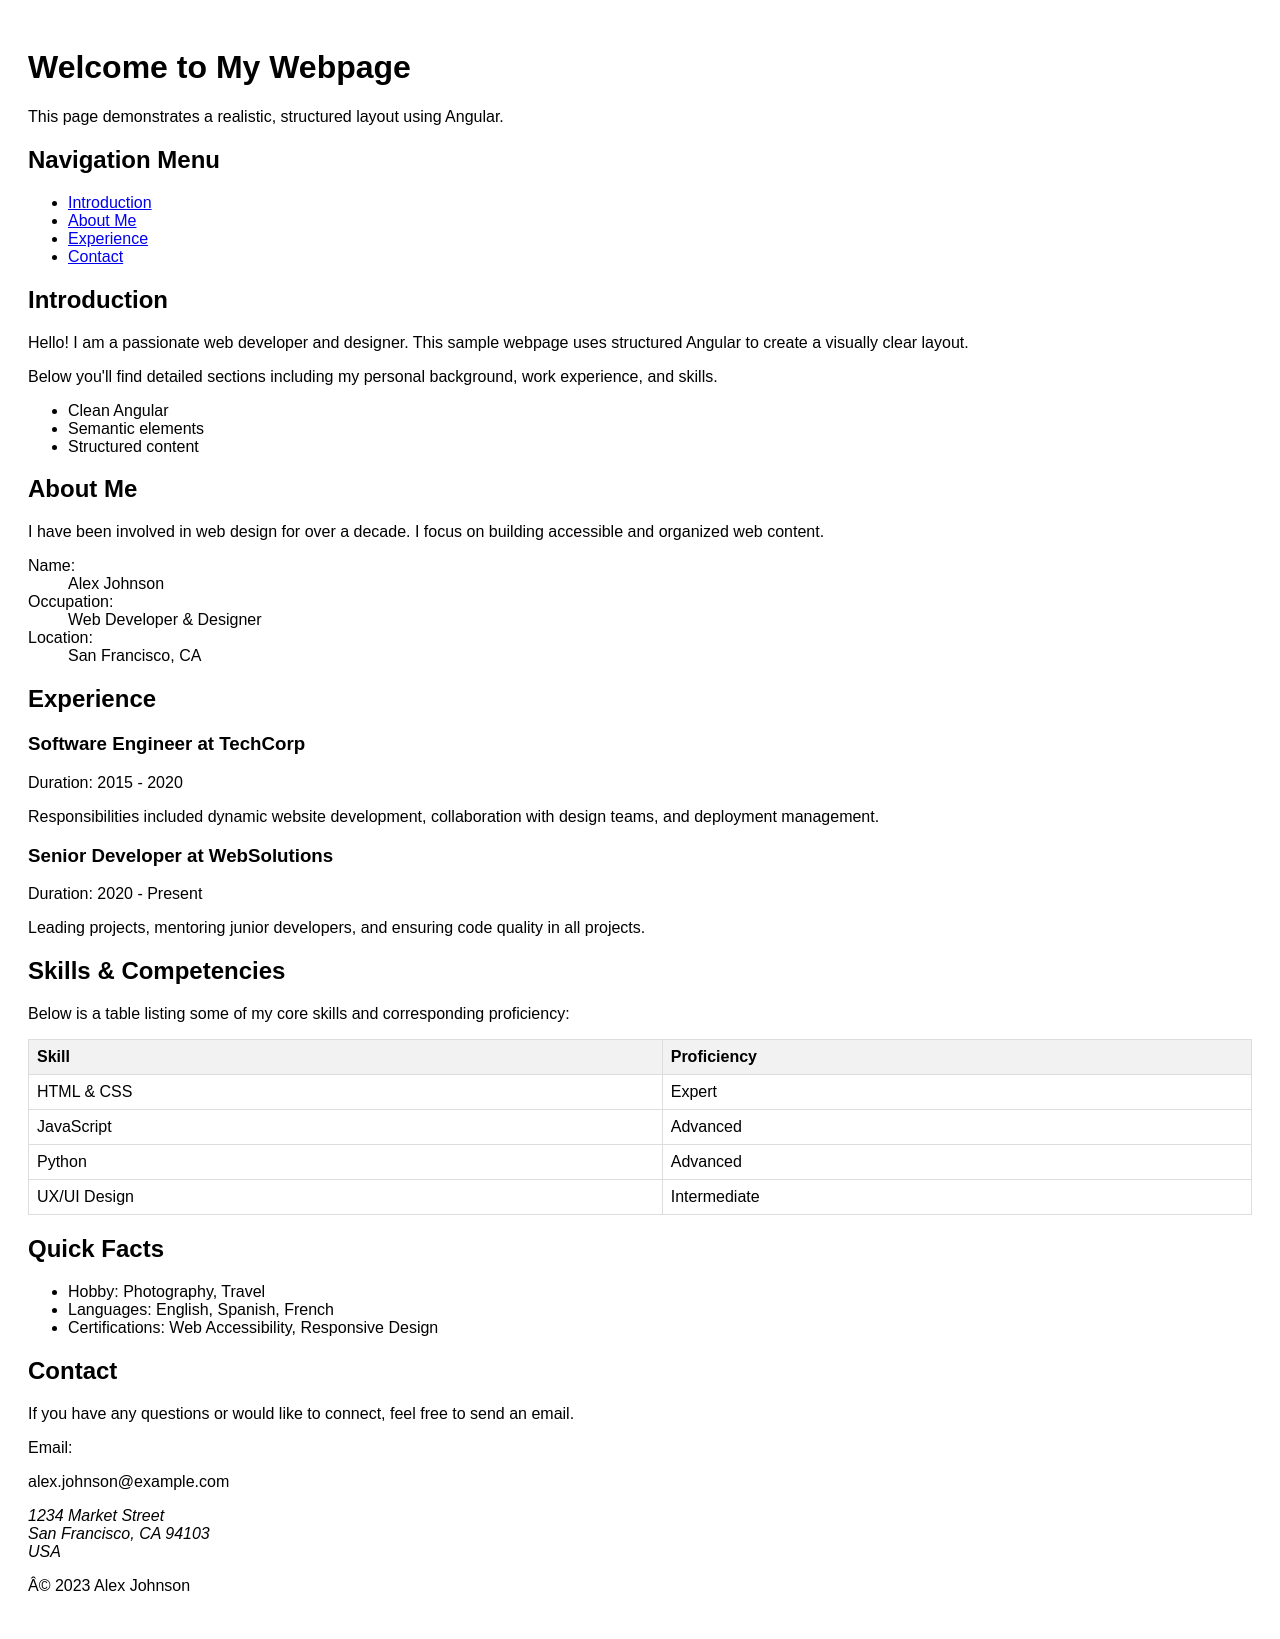 Welcome to My Webpage
This page demonstrates a realistic, structured layout using Angular.
Navigation Menu
Introduction
About Me
Experience
Contact
Introduction
Hello! I am a passionate web developer and designer. This sample webpage uses structured Angular to create a visually clear layout.
Below you'll find detailed sections including my personal background, work experience, and skills.
Clean Angular
Semantic elements
Structured content
About Me
I have been involved in web design for over a decade. I focus on building accessible and organized web content.
Name:
Alex Johnson
Occupation:
Web Developer & Designer
Location:
San Francisco, CA
Experience
Software Engineer at TechCorp
Duration: 2015 - 2020
Responsibilities included dynamic website development, collaboration with design teams, and deployment management.
Senior Developer at WebSolutions
Duration: 2020 - Present
Leading projects, mentoring junior developers, and ensuring code quality in all projects.
Skills & Competencies
Below is a table listing some of my core skills and corresponding proficiency:
Skill Proficiency
HTML & CSS Expert
JavaScript Advanced
Python Advanced
UX/UI Design Intermediate
Quick Facts
Hobby: Photography, Travel
Languages: English, Spanish, French
Certifications: Web Accessibility, Responsive Design
Contact
If you have any questions or would like to connect, feel free to send an email.
Email:
alex.johnson@example.com
1234 Market Street
San Francisco, CA 94103
USA
Â© 2023 Alex Johnson